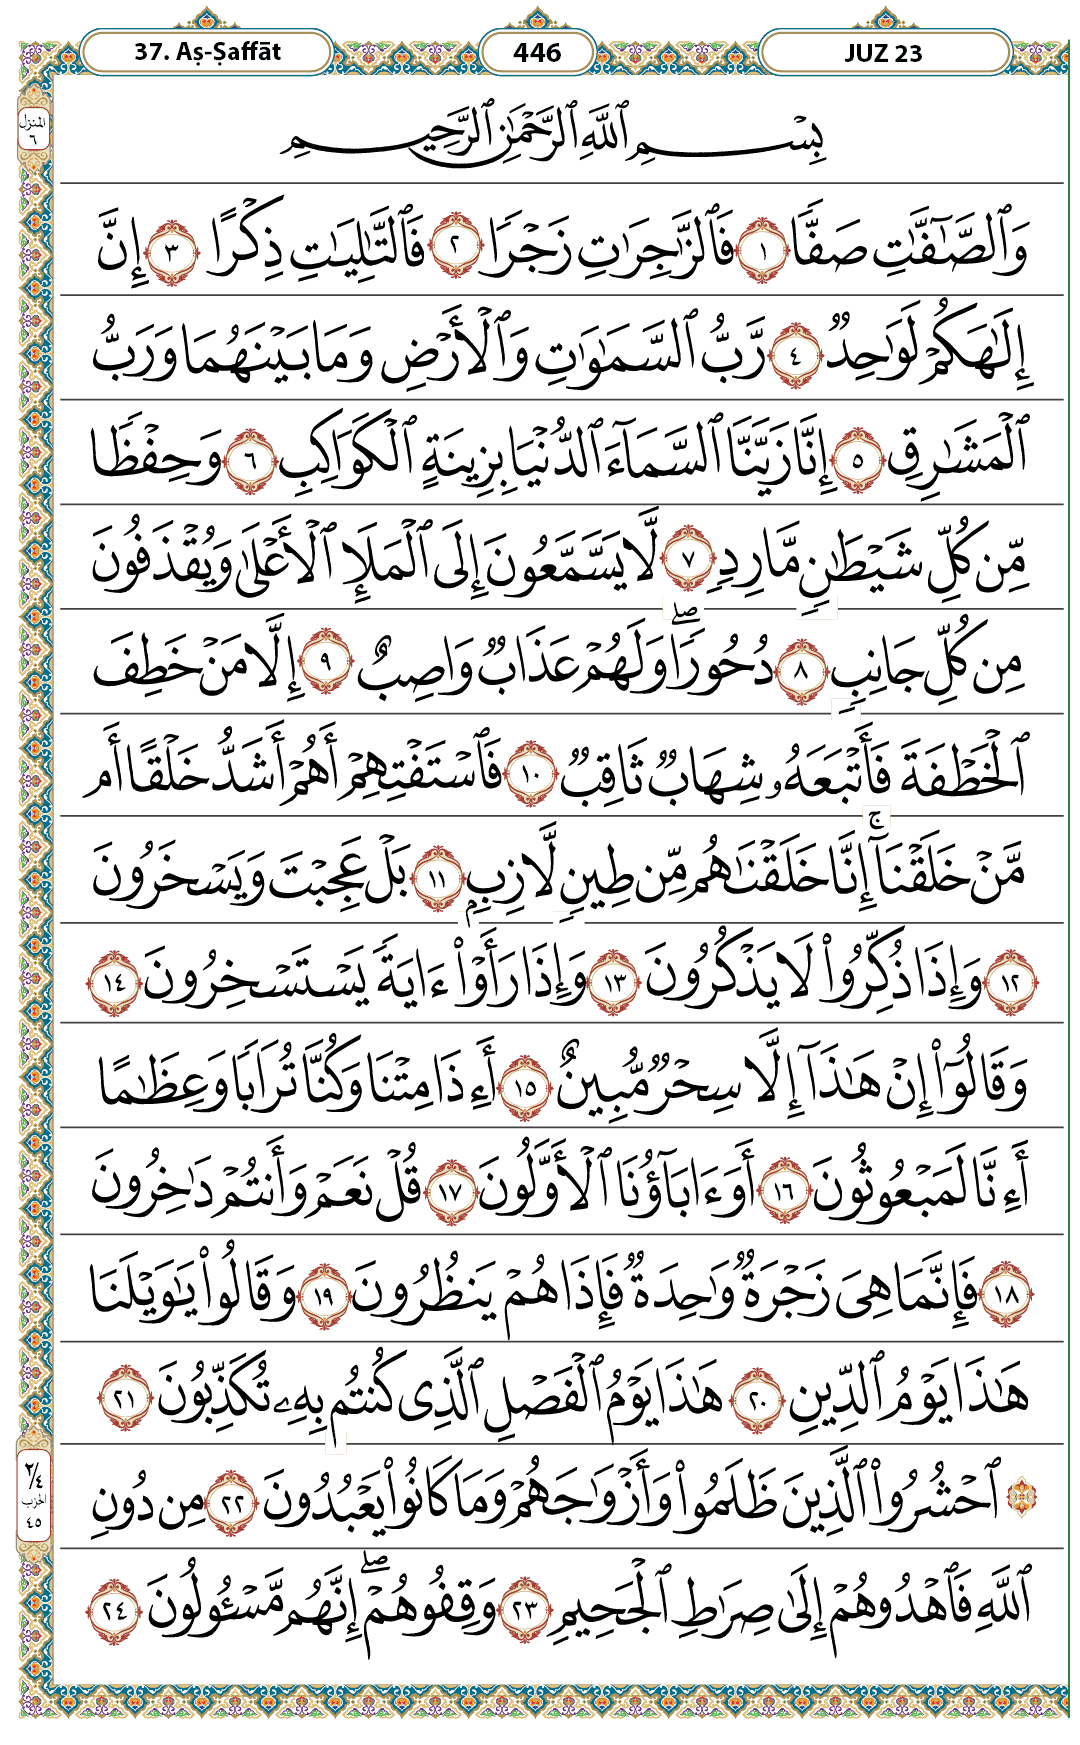 37. Aṣ-Ṣaffāt 446 JUZ 23
المنزل
٦
بِسْمِ ٱللَّهِ ٱلرَّحْمَٰنِ ٱلرَّحِيمِ
وَٱلصَّٰٓفَّٰتِ صَفًّا ١ فَٱلزَّٰجِرَٰتِ زَجْرًا ٢ فَٱلتَّٰلِيَٰتِ ذِكْرًا ٣ إِنَّ
إِلَٰهَكُمْ لَوَٰحِدٌ ٤ رَّبُّ ٱلسَّمَٰوَٰتِ وَٱلْأَرْضِ وَمَا بَيْنَهُمَا وَرَبُّ
ٱلْمَشَٰرِقِ ٥ إِنَّا زَيَّنَّا ٱلسَّمَآءَ ٱلدُّنْيَا بِزِينَةٍ ٱلْكَوَاكِبِ ٦ وَحِفْظًا
مِّن كُلِّ شَيْطَٰنٍ مَّارِدٍ ٧ لَّا يَسَّمَّعُونَ إِلَى ٱلْمَلَإِ ٱلْأَعْلَىٰ وَيُقْذَفُونَ
مِن كُلِّ جَانِبٍ ٨ دُحُورًا ۖ وَلَهُمْ عَذَابٌ وَاصِبٌ ٩ إِلَّا مَنْ خَطِفَ
ٱلْخَطْفَةَ فَأَتْبَعَهُۥ شِهَابٌ ثَاقِبٌ ١٠ فَٱسْتَفْتِهِمْ أَهُمْ أَشَدُّ خَلْقًا أَم
مَّنْ خَلَقْنَآ ۚ إِنَّا خَلَقْنَٰهُم مِّن طِينٍ لَّازِبٍۭ ١١ بَلْ عَجِبْتَ وَيَسْخَرُونَ
١٢ وَإِذَا ذُكِّرُوا۟ لَا يَذْكُرُونَ ١٣ وَإِذَا رَأَوْا۟ ءَايَةً يَسْتَسْخِرُونَ ١٤
وَقَالُوٓا۟ إِنْ هَٰذَآ إِلَّا سِحْرٌ مُّبِينٌ ١٥ أَءِذَا مِتْنَا وَكُنَّا تُرَابًا وَعِظَٰمًا
أَءِنَّا لَمَبْعُوثُونَ ١٦ أَوَءَابَآؤُنَا ٱلْأَوَّلُونَ ١٧ قُلْ نَعَمْ وَأَنتُمْ دَٰخِرُونَ
١٨ فَإِنَّمَا هِىَ زَجْرَةٌ وَٰحِدَةٌ فَإِذَا هُمْ يَنظُرُونَ ١٩ وَقَالُوا۟ يَٰوَيْلَنَا
هَٰذَا يَوْمُ ٱلدِّينِ ٢٠ هَٰذَا يَوْمُ ٱلْفَصْلِ ٱلَّذِى كُنتُم بِهِۦ تُكَذِّبُونَ ٢١
۞ ٱحْشُرُوا۟ ٱلَّذِينَ ظَلَمُوا۟ وَأَزْوَٰجَهُمْ وَمَا كَانُوا۟ يَعْبُدُونَ ٢٢ مِن دُونِ
٢/٤
الحزب
٤٥
ٱللَّهِ فَٱهْدُوهُمْ إِلَىٰ صِرَٰطِ ٱلْجَحِيمِ ٢٣ وَقِفُوهُمْ ۖ إِنَّهُم مَّسْـُٔولُونَ ٢٤